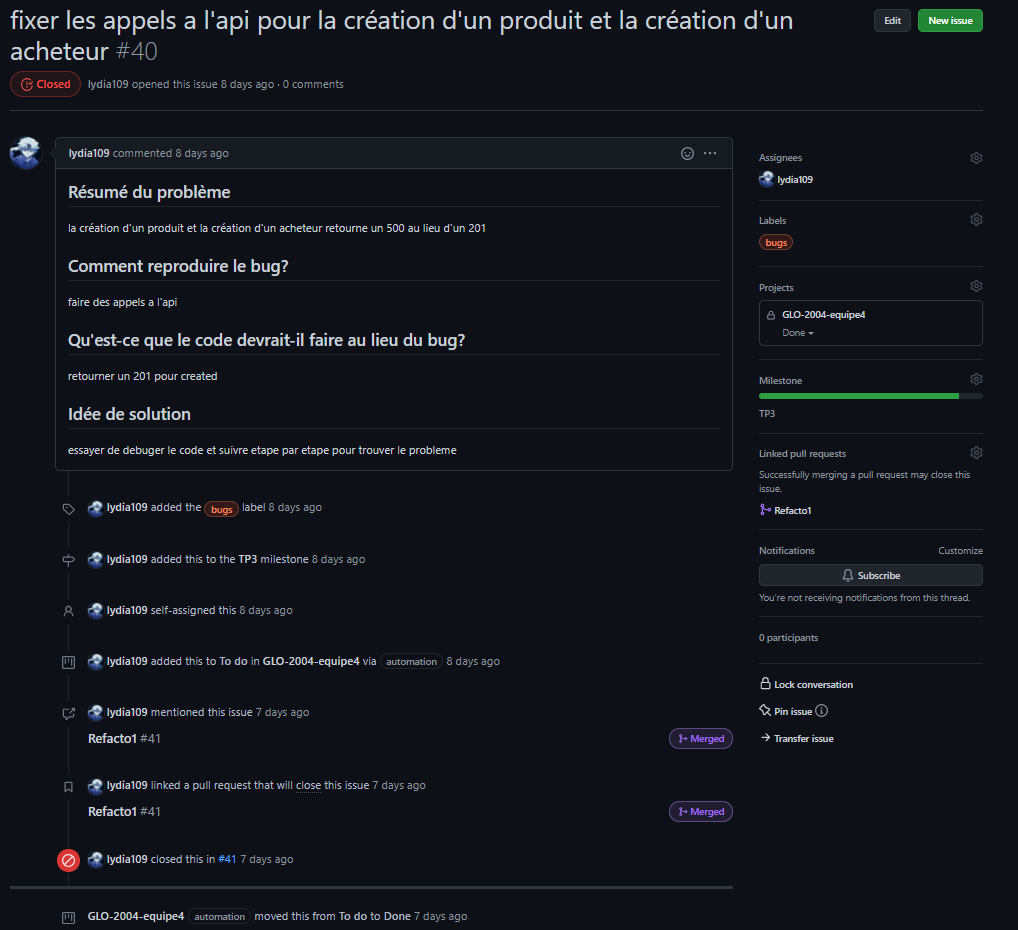 fixer les appels a l'api pour la création d'un produit et la création d'un
acheteur #40
Edit
New issue
Closed
lydia109 opened this issue 8 days ago · 0 comments
lydia109 commented 8 days ago
Résumé du problème
la création d'un produit et la création d'un acheteur retourne un 500 au lieu d'un 201
Comment reproduire le bug?
faire des appels a l'api
Qu'est-ce que le code devrait-il faire au lieu du bug?
retourner un 201 pour created
Idée de solution
essayer de debuger le code et suivre etape par etape pour trouver le probleme
lydia109 added the bugs label 8 days ago
lydia109 added this to the TP3 milestone 8 days ago
lydia109 self-assigned this 8 days ago
lydia109 added this to To do in GLO-2004-equipe4 via automation 8 days ago
lydia109 mentioned this issue 7 days ago
Refacto1 #41
Merged
lydia109 linked a pull request that will close this issue 7 days ago
Refacto1 #41
Merged
lydia109 closed this in #41 7 days ago
GLO-2004-equipe4 automation moved this from To do to Done 7 days ago
Assignees
lydia109
Labels
bugs
Projects
GLO-2004-equipe4
Done
Milestone
TP3
Linked pull requests
Successfully merging a pull request may close this
issue.
Refacto1
Notifications
Customize
Subscribe
You're not receiving notifications from this thread.
0 participants
Lock conversation
Pin issue
Transfer issue